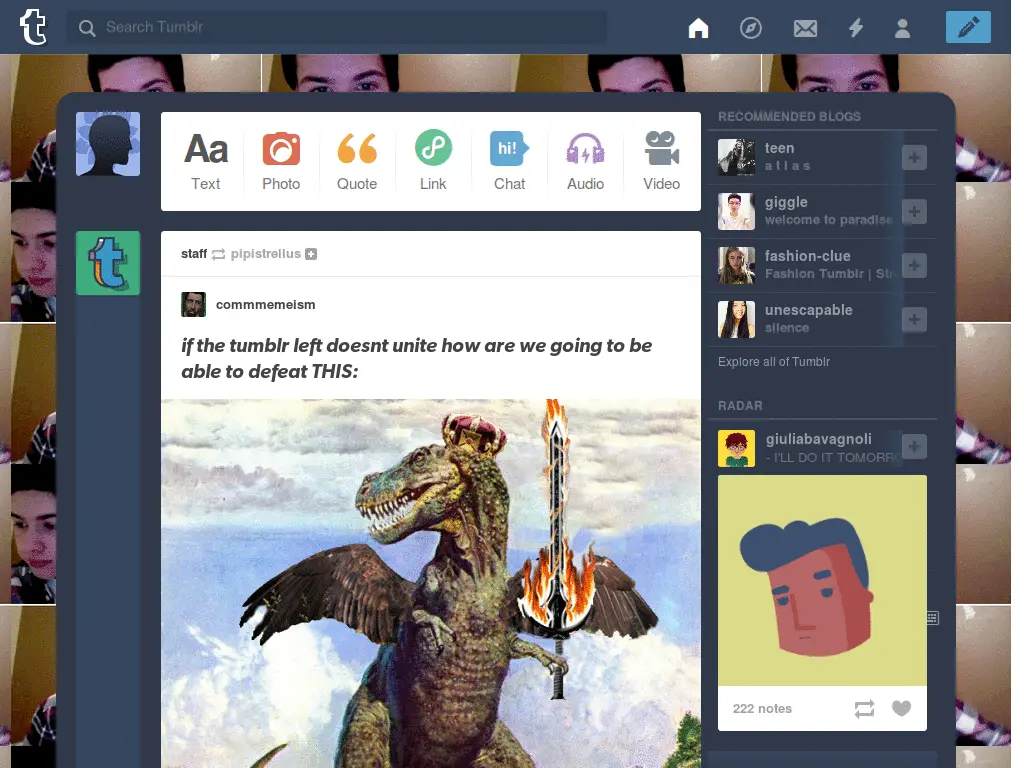 Search Tumblr
Aa
Text
Photo
Quote
Link
hi!
Chat
Audio
Video
staff pipistrellus
commmemeism
if the tumblr left doesnt unite how are we going to be
able to defeat THIS:
RECOMMENDED BLOGS
teen
a t l a s
giggle
welcome to paradise
fashion-clue
Fashion Tumblr |
unescapable
silence
Explore all of Tumblr
RADAR
giuliabavagnoli
- I'LL DO IT
222 notes